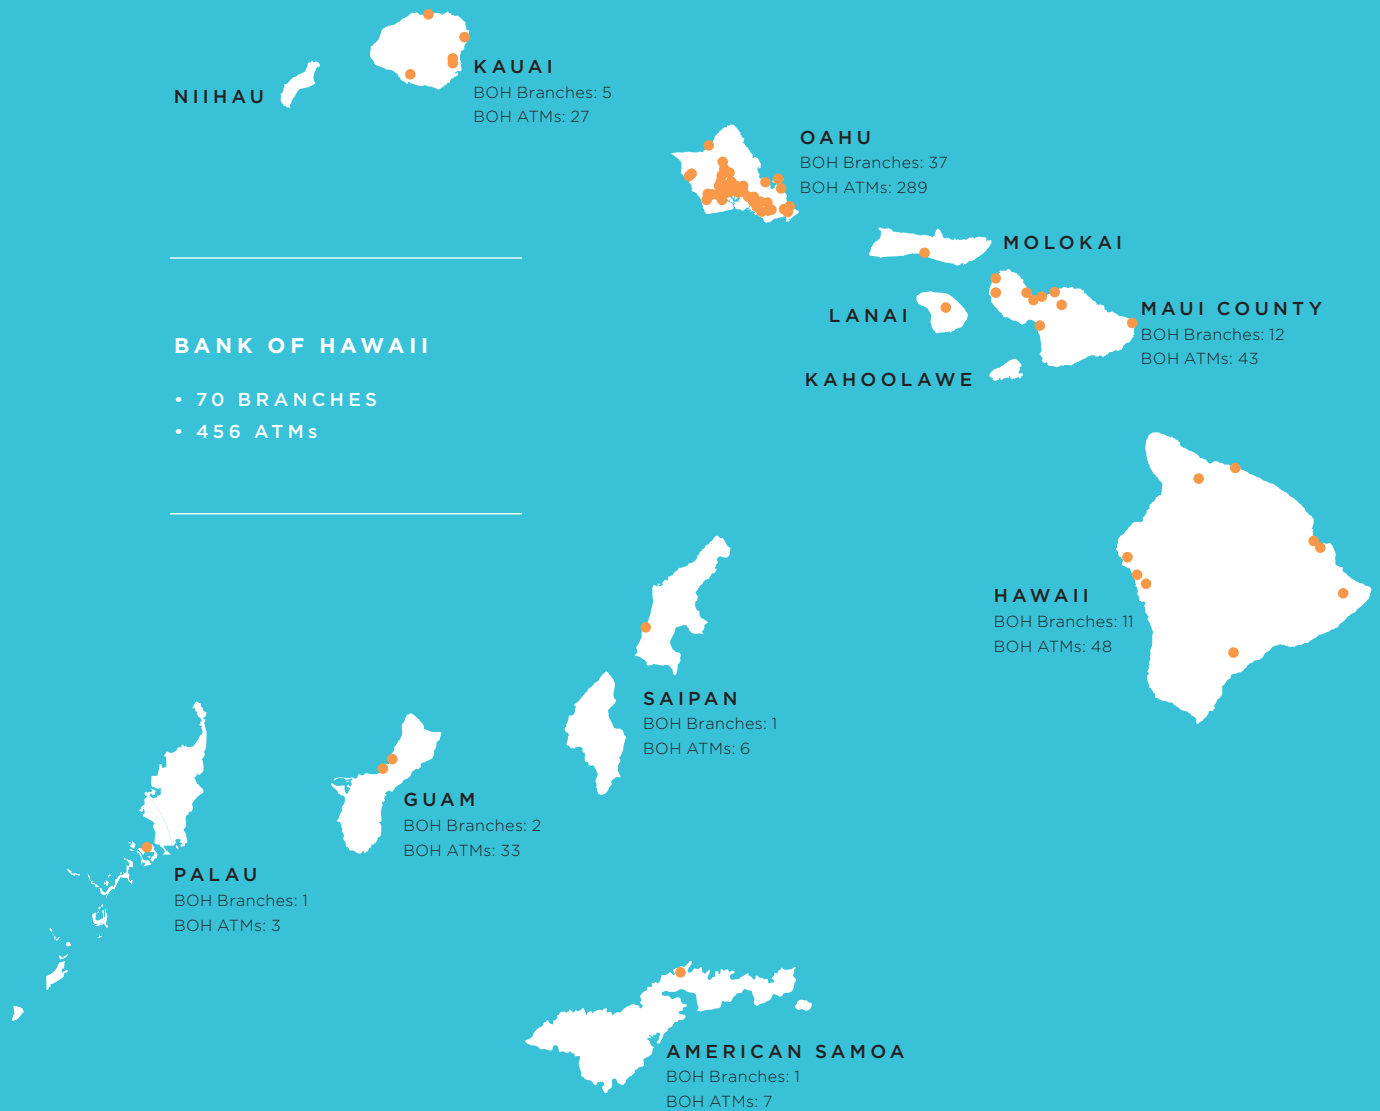 NIIHAU
KAUAI
BOH Branches: 5
BOH ATMs: 27
OAHU
BOH Branches: 37
BOH ATMs: 289
MOLOKAI
LANAI
MAUI COUNTY
BOH Branches: 12
BOH ATMs: 43
KAHOOLAWE
BANK OF HAWAII
• 70 BRANCHES
• 456 ATMs
HAWAII
BOH Branches: 11
BOH ATMs: 48
SAIPAN
BOH Branches: 1
BOH ATMs: 6
GUAM
BOH Branches: 2
BOH ATMs: 33
PALAU
BOH Branches: 1
BOH ATMs: 3
AMERICAN SAMOA
BOH Branches: 1
BOH ATMs: 7